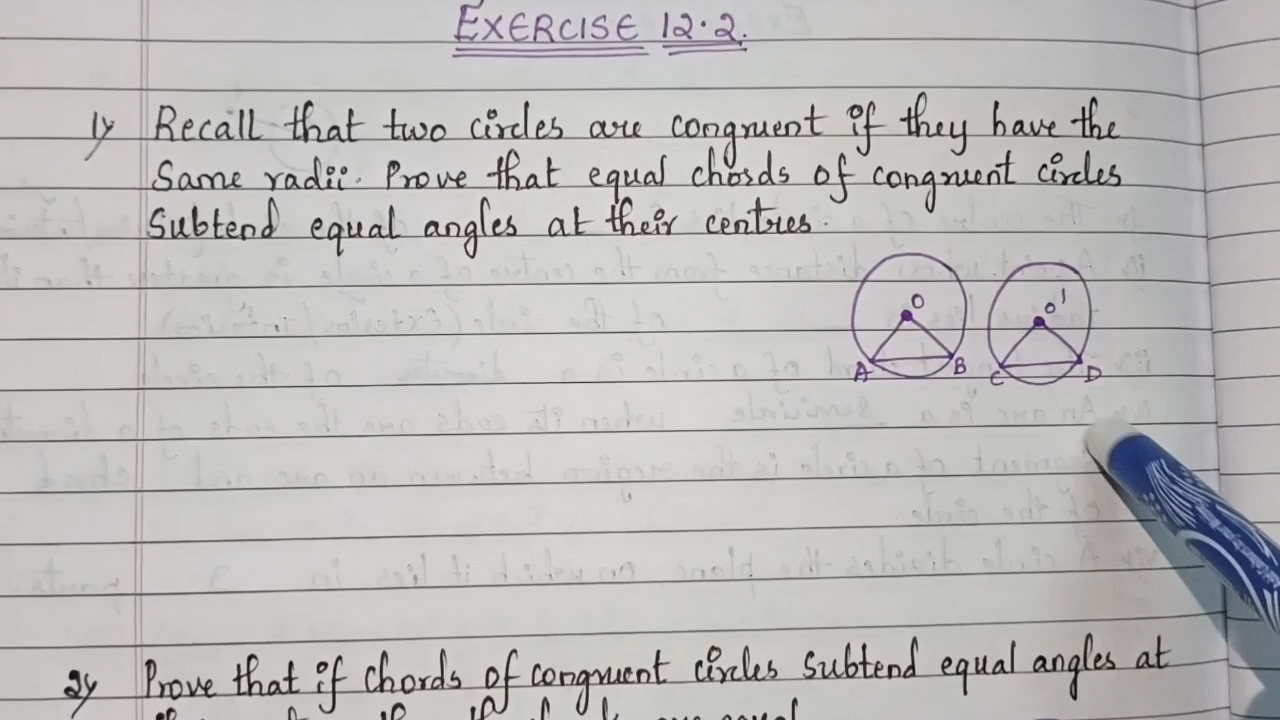 EXERCISE 12.2.
1) Recall that two circles are congruent if they have the
Same radii. Prove that equal chords of congruent circles
Subtend equal angles at their centres.
O
O'
A
B
C
D
2) Prove that if chords of congruent circles subtend equal angles at